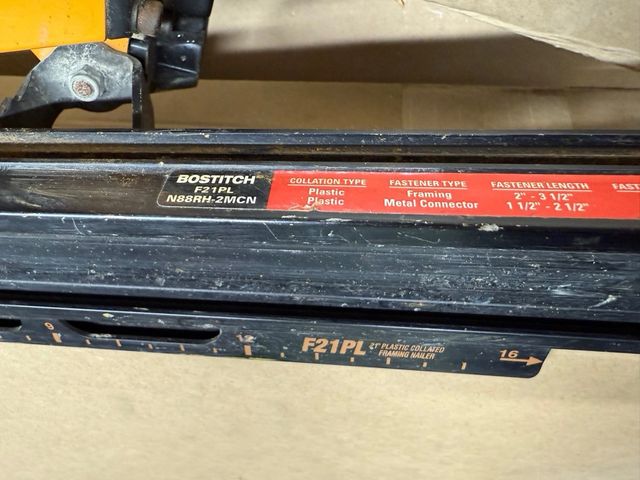 BOSTITCH
F21PL
N88RH-2MCN
COLLATION TYPE
Plastic
Plastic
FASTENER TYPE
Framing
Metal Connector
FASTENER LENGTH
2" - 3 1/2"
1 1/2" - 2 1/2"
FAST
9
12
F21PL
21° PLASTIC COLLATED
FRAMING NAILER
16